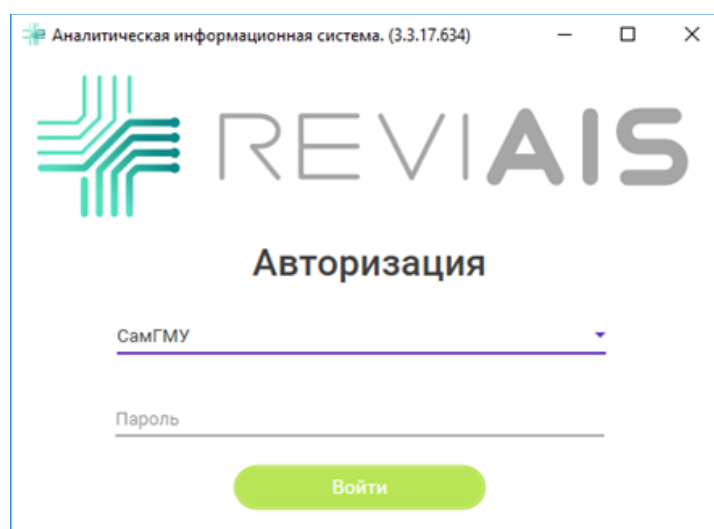 Аналитическая информационная система. (3.3.17.634)
REVIAIS
Авторизация
СамГМУ
Пароль
Войти